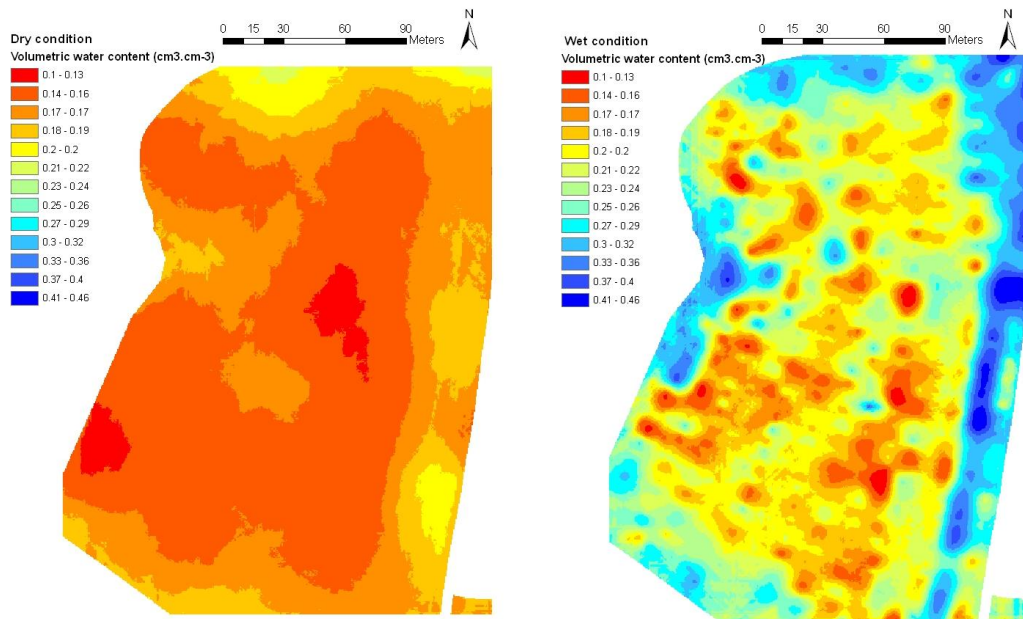 N
0 15 30 60 90
Meters
Dry condition
Volumetric water content (cm3.cm-3)
0.1 - 0.13
0.14 - 0.16
0.17 - 0.17
0.18 - 0.19
0.2 - 0.2
0.21 - 0.22
0.23 - 0.24
0.25 - 0.26
0.27 - 0.29
0.3 - 0.32
0.33 - 0.36
0.37 - 0.4
0.41 - 0.46
N
0 15 30 60 90
Meters
Wet condition
Volumetric water content (cm3.cm-3)
0.1 - 0.13
0.14 - 0.16
0.17 - 0.17
0.18 - 0.19
0.2 - 0.2
0.21 - 0.22
0.23 - 0.24
0.25 - 0.26
0.27 - 0.29
0.3 - 0.32
0.33 - 0.36
0.37 - 0.4
0.41 - 0.46